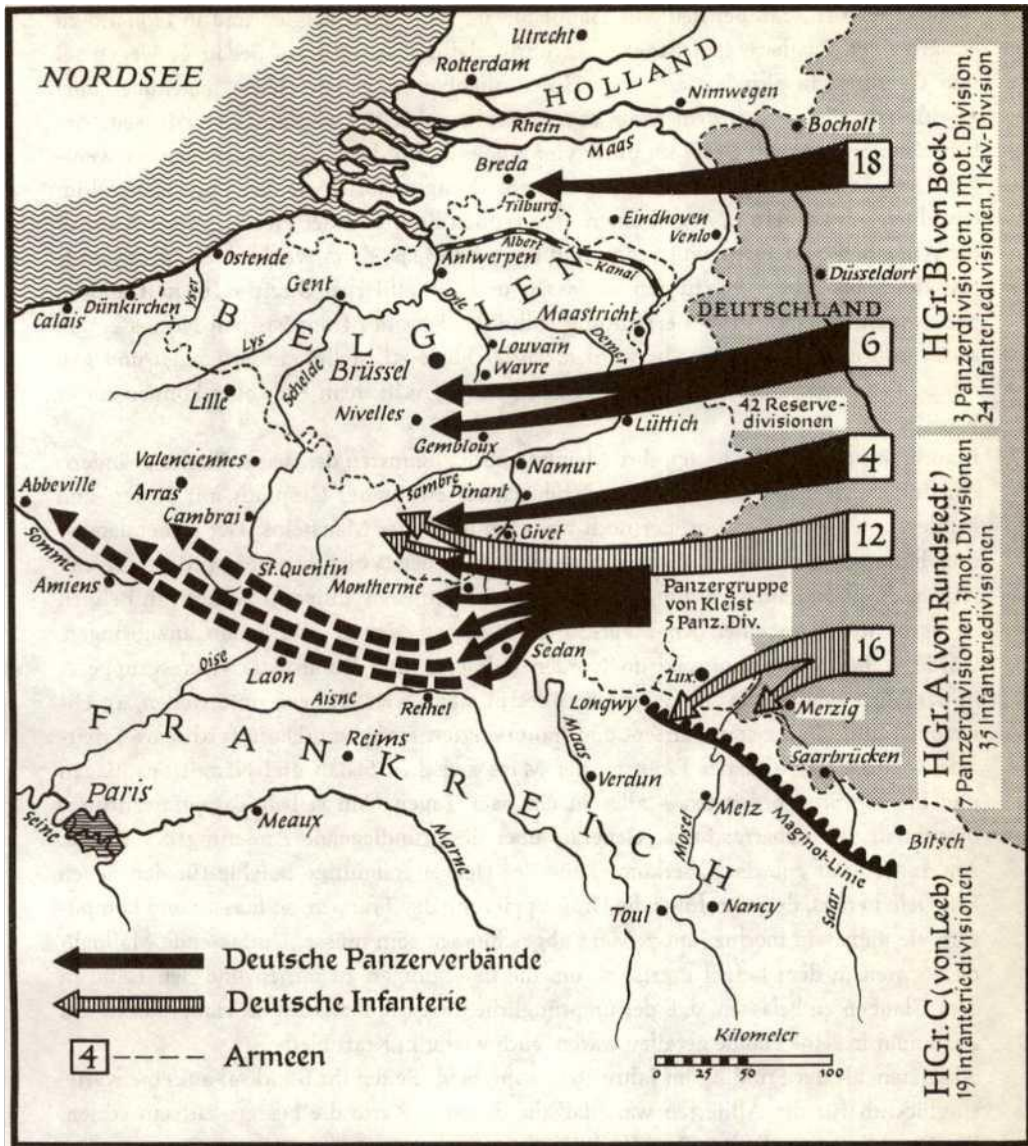 NORDSEE
Utrecht
Rotterdam
HOLLAND
Nimwegen
Rhein
Maas
Bocholt
Breda
Tilburg
18
Eindhoven
Venlo
Ostende
Antwerpen
Albert
Kanal
Düsseldorf
Calais
Dünkirchen
Yser
Gent
Dyle
BELGIEN
Maastricht
Demer
DEUTSCHLAND
Lys
Schelde
Louvain
Wavre
6
Brüssel
Lille
Nivelles
Gembloux
Lüttich
42 Reserve-
divisionen
Valenciennes
Namur
4
Abbeville
Arras
Sambre
Dinant
Cambrai
Givet
12
Somme
Amiens
St. Quentin
Monthermé
Panzergruppe
von Kleist
5 Panz. Div.
Oise
Laon
Sedan
16
Aisne
Rethel
Lux.
Longwy
Merzig
FRANKREICH
Reims
Maas
Saarbrücken
Paris
Seine
Meaux
Marne
Verdun
Mosel
Metz
Maginot-Linie
Bitsch
Toul
Nancy
Saar
Deutsche Panzerverbände
Deutsche Infanterie
4
Armeen
Kilometer
0 25 50 100
HGr. B (von Bock)
3 Panzerdivisionen, 1 mot. Division,
24 Infanteriedivisionen, 1 Kav.-Division
HGr. A (von Rundstedt)
7 Panzerdivisionen, 3 mot. Divisionen
35 Infanteriedivisionen
HGr. C (von Leeb)
19 Infanteriedivisionen